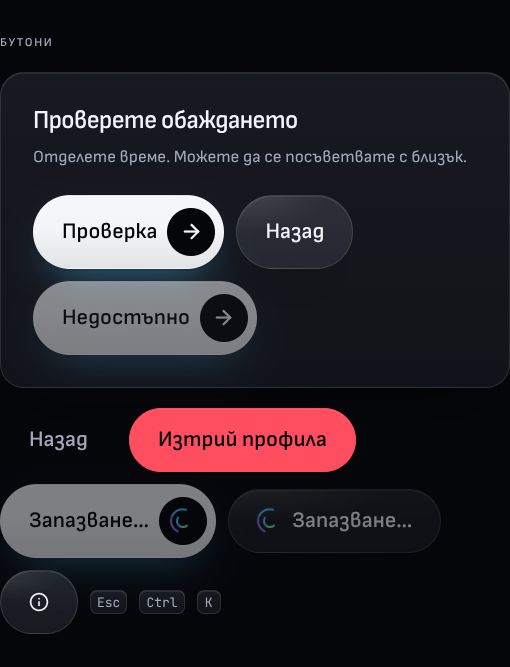 БУТОНИ
Проверете обаждането
Отделете време. Можете да се посъветвате с близък.
Проверка
Назад
Недостъпно
Назад
Изтрий профила
Запазване...
Запазване...
Esc
Ctrl
K